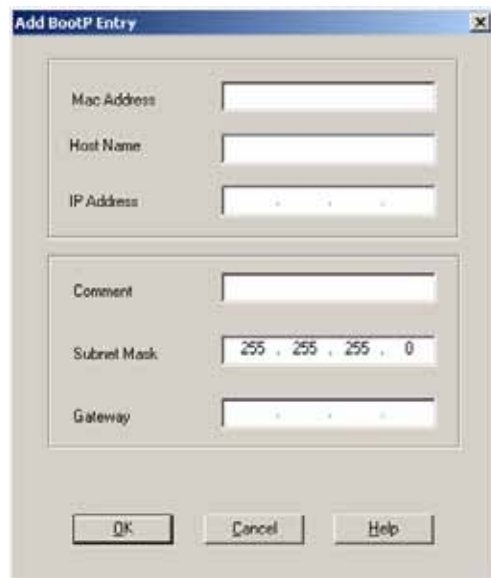 Add BootP Entry
Mac Address
Host Name
IP Address . . .
Comment
Subnet Mask 255 . 255 . 255 . 0
Gateway . . .
OK Cancel Help